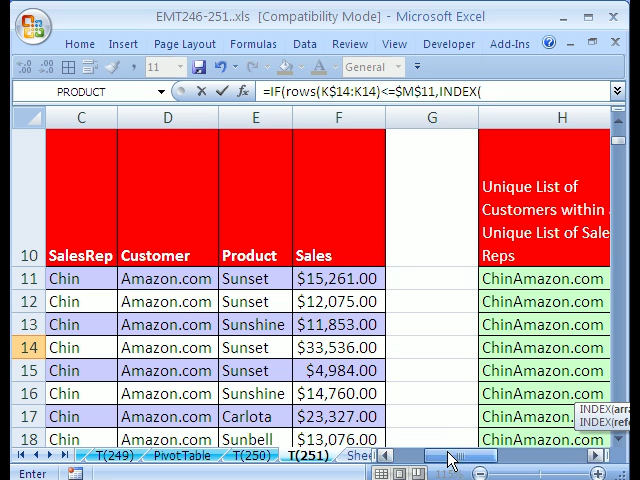 EMT246-251..xls [Compatibility Mode] - Microsoft Excel
Home Insert Page Layout Formulas Data Review View Developer Add-Ins
11 General
PRODUCT =IF(rows(K$14:K14)<=$M$11,INDEX(
C D E F G H
Unique List of
Customers within a
Unique List of Sale
10 SalesRep Customer Product Sales Reps
11 Chin Amazon.com Sunset $15,261.00 ChinAmazon.com
12 Chin Amazon.com Sunset $12,075.00 ChinAmazon.com
13 Chin Amazon.com Sunshine $11,853.00 ChinAmazon.com
14 Chin Amazon.com Sunset $33,536.00 ChinAmazon.com
15 Chin Amazon.com Sunset $4,984.00 ChinAmazon.com
16 Chin Amazon.com Sunshine $14,760.00 ChinAmazon.com
17 Chin Amazon.com Carlota $23,327.00 ChinAmazon.
INDEX(arra
INDEX(refe
18 Chin Amazon.com Sunbell $13,076.00 ChinAmazon.com
T(249) PivotTable T(250) T(251) Shee
Enter